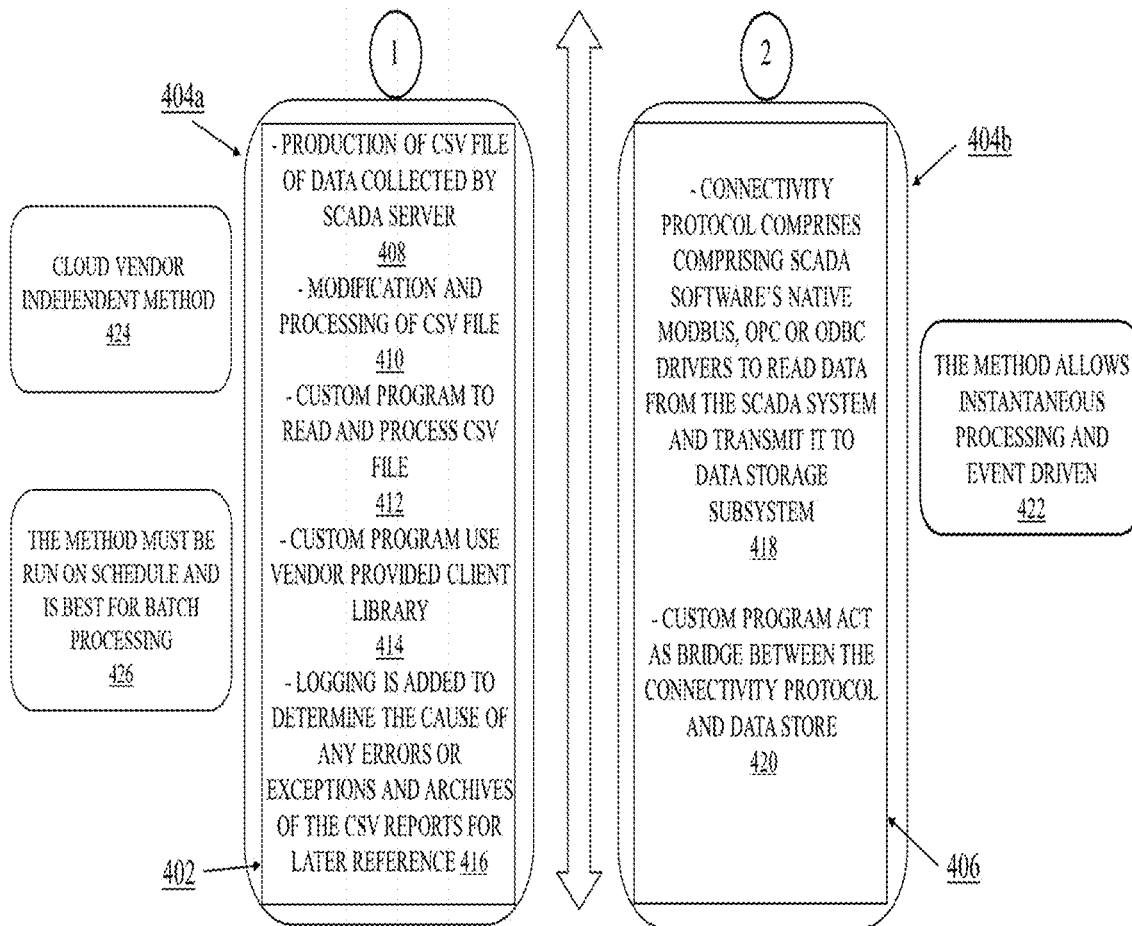 1
2
404a
404b
- PRODUCTION OF CSV FILE
OF DATA COLLECTED BY
SCADA SERVER
408
- MODIFICATION AND
PROCESSING OF CSV FILE
410
- CUSTOM PROGRAM TO
READ AND PROCESS CSV
FILE
412
- CUSTOM PROGRAM USE
VENDOR PROVIDED CLIENT
LIBRARY
414
- LOGGING IS ADDED TO
DETERMINE THE CAUSE OF
ANY ERRORS OR
EXCEPTIONS AND ARCHIVES
OF THE CSV REPORTS FOR
LATER REFERENCE 416
402
CLOUD VENDOR
INDEPENDENT METHOD
424
THE METHOD MUST BE
RUN ON SCHEDULE AND
IS BEST FOR BATCH
PROCESSING
426
- CONNECTIVITY
PROTOCOL COMPRISES
COMPRISING SCADA
SOFTWARE'S NATIVE
MODBUS, OPC OR ODBC
DRIVERS TO READ DATA
FROM THE SCADA SYSTEM
AND TRANSMIT IT TO
DATA STORAGE
SUBSYSTEM
418
- CUSTOM PROGRAM ACT
AS BRIDGE BETWEEN THE
CONNECTIVITY PROTOCOL
AND DATA STORE
420
406
THE METHOD ALLOWS
INSTANTANEOUS
PROCESSING AND
EVENT DRIVEN
422